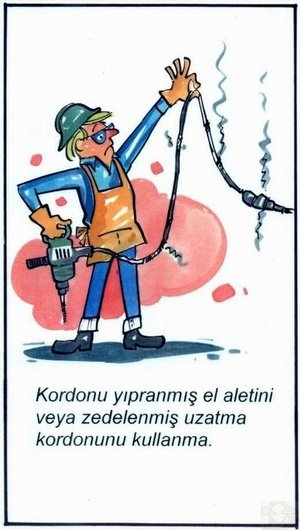 Kordonu yıpranmış el aletini
veya zedelenmiş uzatma
kordonunu kullanma.